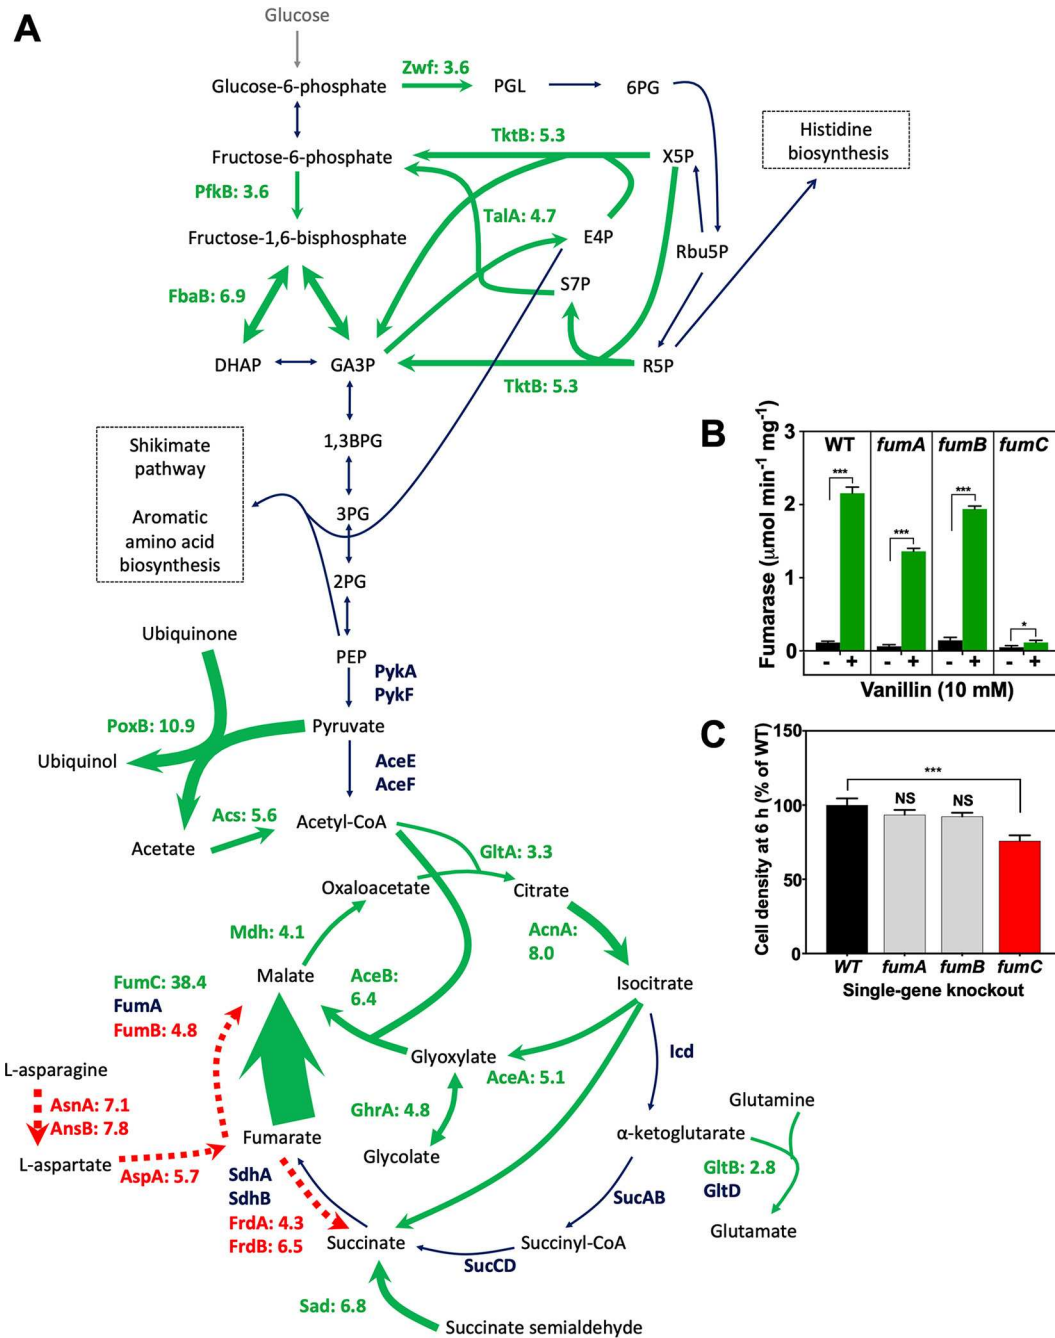 A
Glucose
Glucose-6-phosphate
Zwf: 3.6
PGL
6PG
Histidine
biosynthesis
TktB: 5.3
X5P
Fructose-6-phosphate
PfkB: 3.6
TalA: 4.7
E4P
Rbu5P
Fructose-1,6-bisphosphate
S7P
FbaB: 6.9
DHAP
GA3P
R5P
TktB: 5.3
1,3BPG
Shikimate
pathway
Aromatic
amino acid
biosynthesis
3PG
2PG
PEP
Ubiquinone
PykA
PykF
PoxB: 10.9
Pyruvate
Ubiquinol
AceE
AceF
Acs: 5.6
Acetyl-CoA
Acetate
GltA: 3.3
Oxaloacetate
Citrate
Mdh: 4.1
AcnA:
8.0
FumC: 38.4
FumA
FumB: 4.8
Malate
AceB:
6.4
Isocitrate
Glyoxylate
AceA: 5.1
Icd
L-asparagine
AsnA: 7.1
AnsB: 7.8
GhrA: 4.8
Glutamine
L-aspartate
AspA: 5.7
Fumarate
Glycolate
α-ketoglutarate
GltB: 2.8
GltD
SdhA
SdhB
FrdA: 4.3
FrdB: 6.5
SucAB
Glutamate
Succinate
SucCD
Succinyl-CoA
Sad: 6.8
Succinate semialdehyde
B
Fumarase (μmol min⁻¹ mg⁻¹)
3
2
1
0
WT
fumA
fumB
fumC
***
***
***
*
- + - + - + - +
Vanillin (10 mM)
C
Cell density at 6 h (% of WT)
150
100
50
0
***
NS
NS
WT
fumA
fumB
fumC
Single-gene knockout